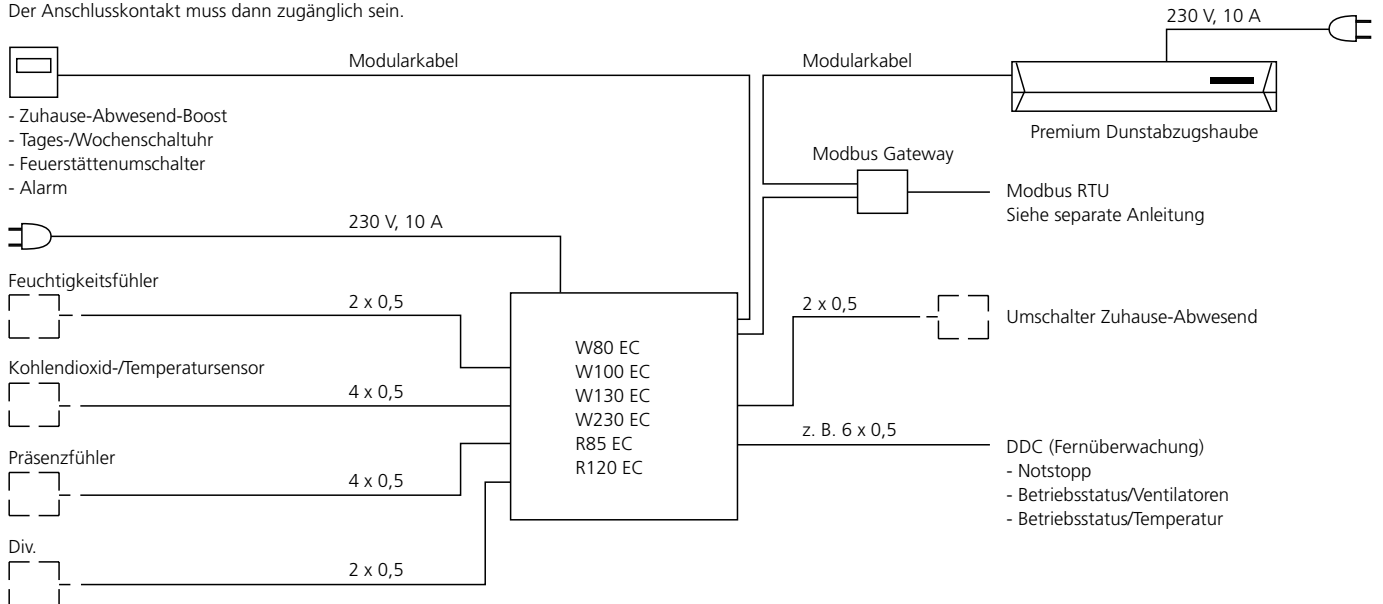 Der Anschlusskontakt muss dann zugänglich sein.
230 V, 10 A
Modularkabel
Modularkabel
- Zuhause-Abwesend-Boost
- Tages-/Wochenschaltuhr
- Feuerstättenumschalter
- Alarm
Premium Dunstabzugshaube
Modbus Gateway
Modbus RTU
Siehe separate Anleitung
230 V, 10 A
Feuchtigkeitsfühler
2 x 0,5
Kohlendioxid-/Temperatursensor
4 x 0,5
Präsenzfühler
4 x 0,5
Div.
2 x 0,5
W80 EC
W100 EC
W130 EC
W230 EC
R85 EC
R120 EC
2 x 0,5
Umschalter Zuhause-Abwesend
z. B. 6 x 0,5
DDC (Fernüberwachung)
- Notstopp
- Betriebsstatus/Ventilatoren
- Betriebsstatus/Temperatur